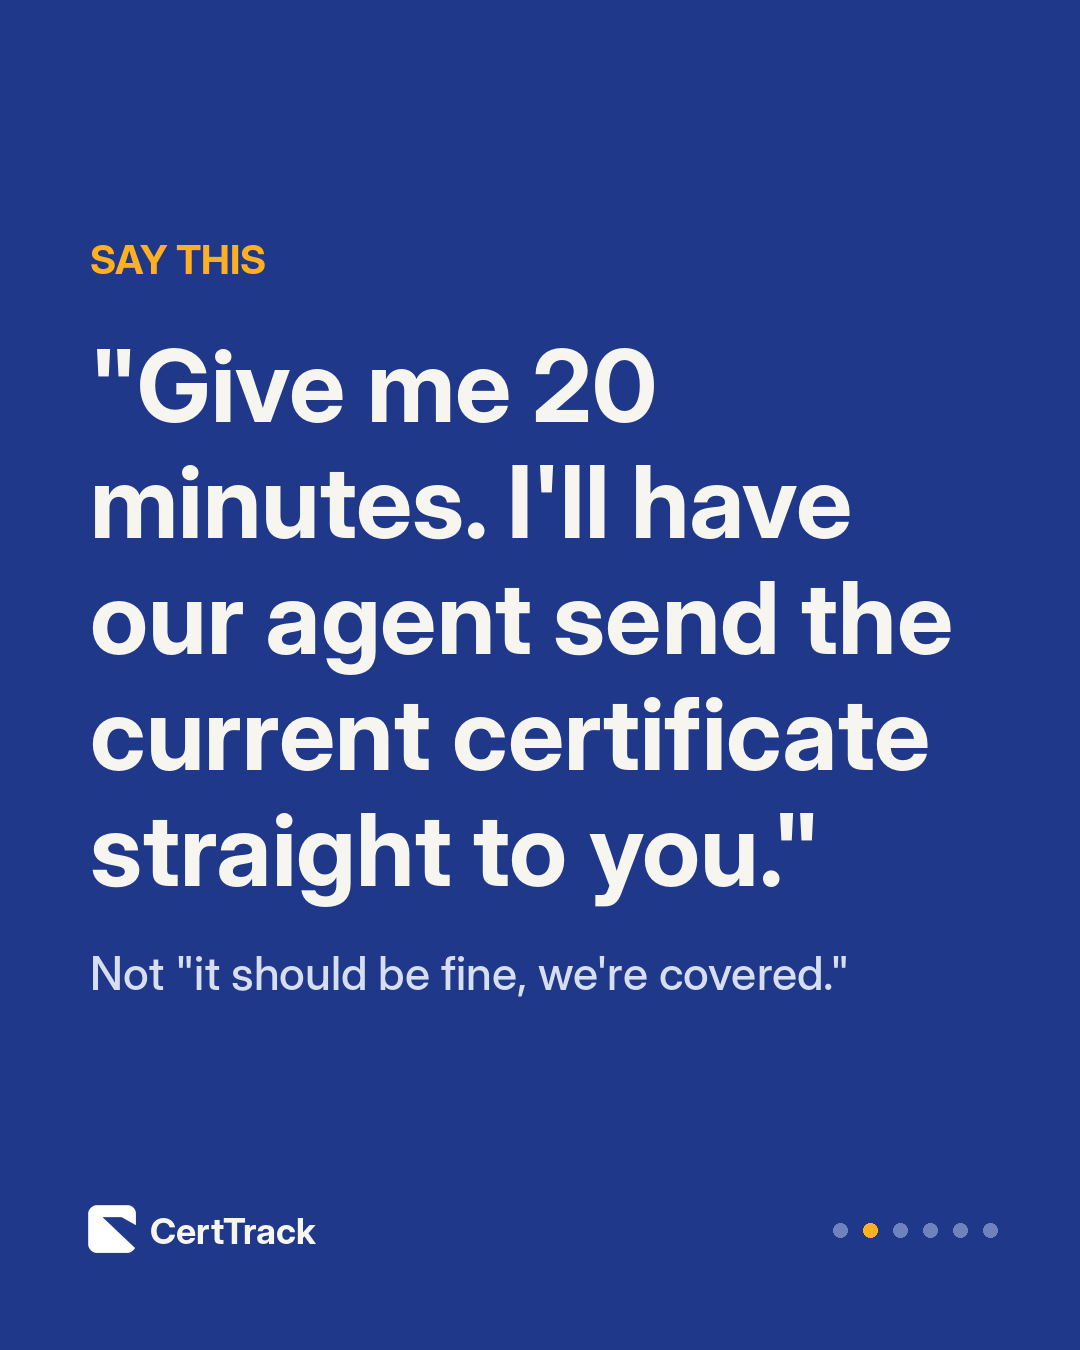 SAY THIS
"Give me 20
minutes. I'll have
our agent send the
current certificate
straight to you."
Not "it should be fine, we're covered."
CertTrack